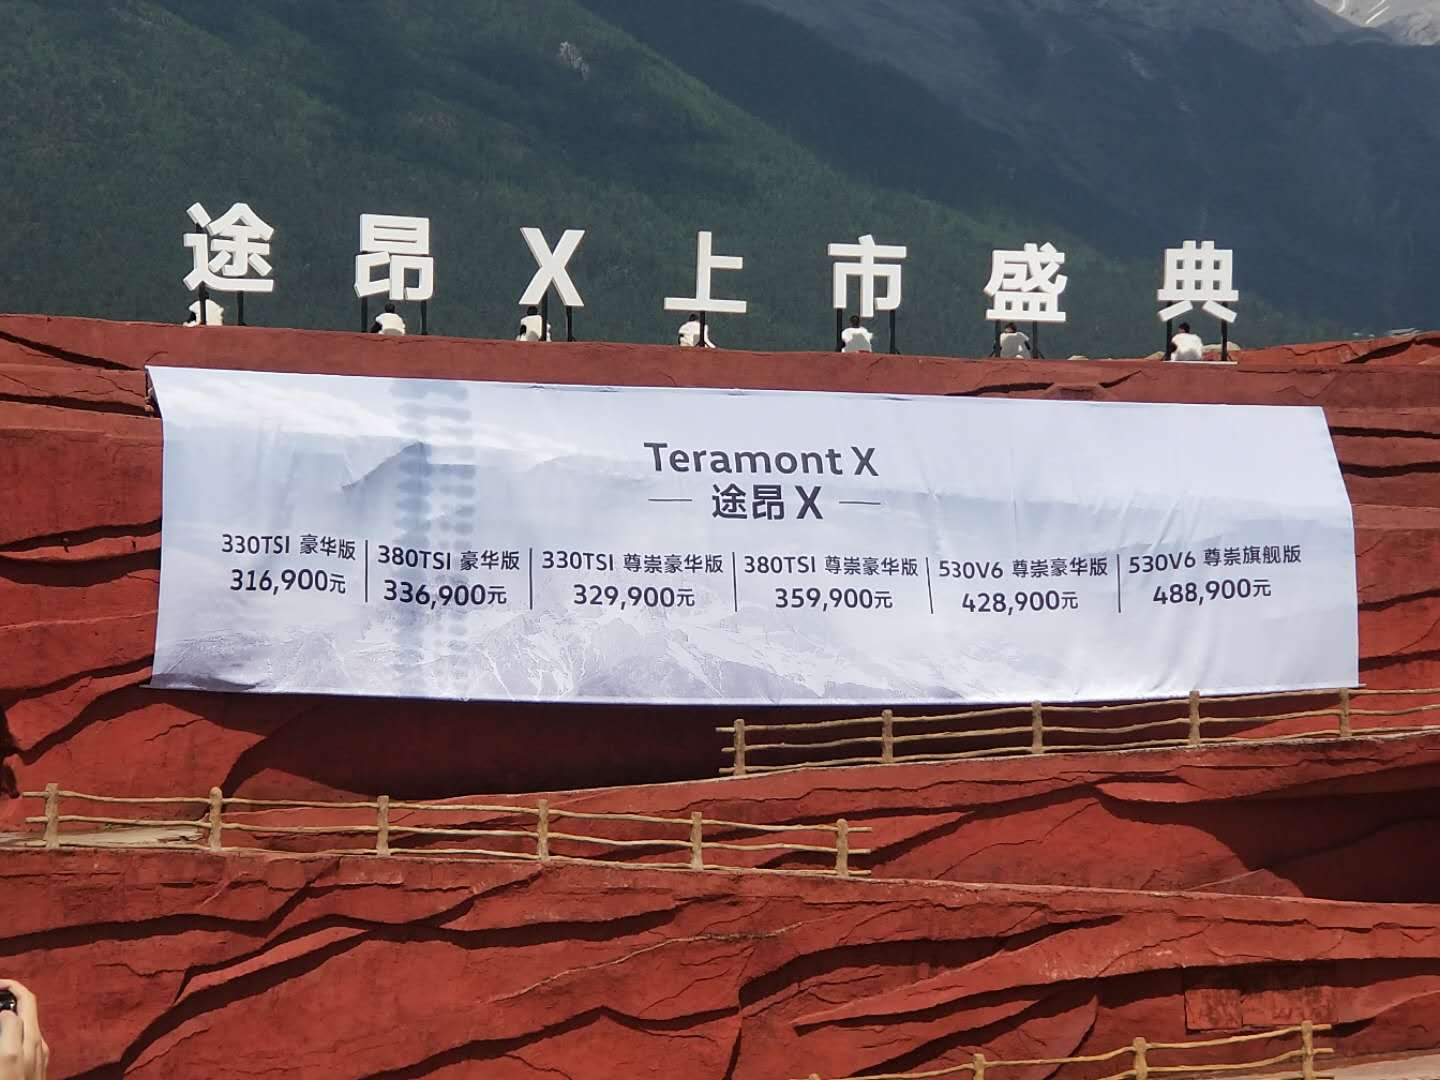 途昂X上市盛典
Teramont X
途昂 X
330TSI 豪华版
316,900元
380TSI 豪华版
336,900元
330TSI 尊崇豪华版
329,900元
380TSI 尊崇豪华版
359,900元
530V6 尊崇豪华版
428,900元
530V6 尊崇旗舰版
488,900元